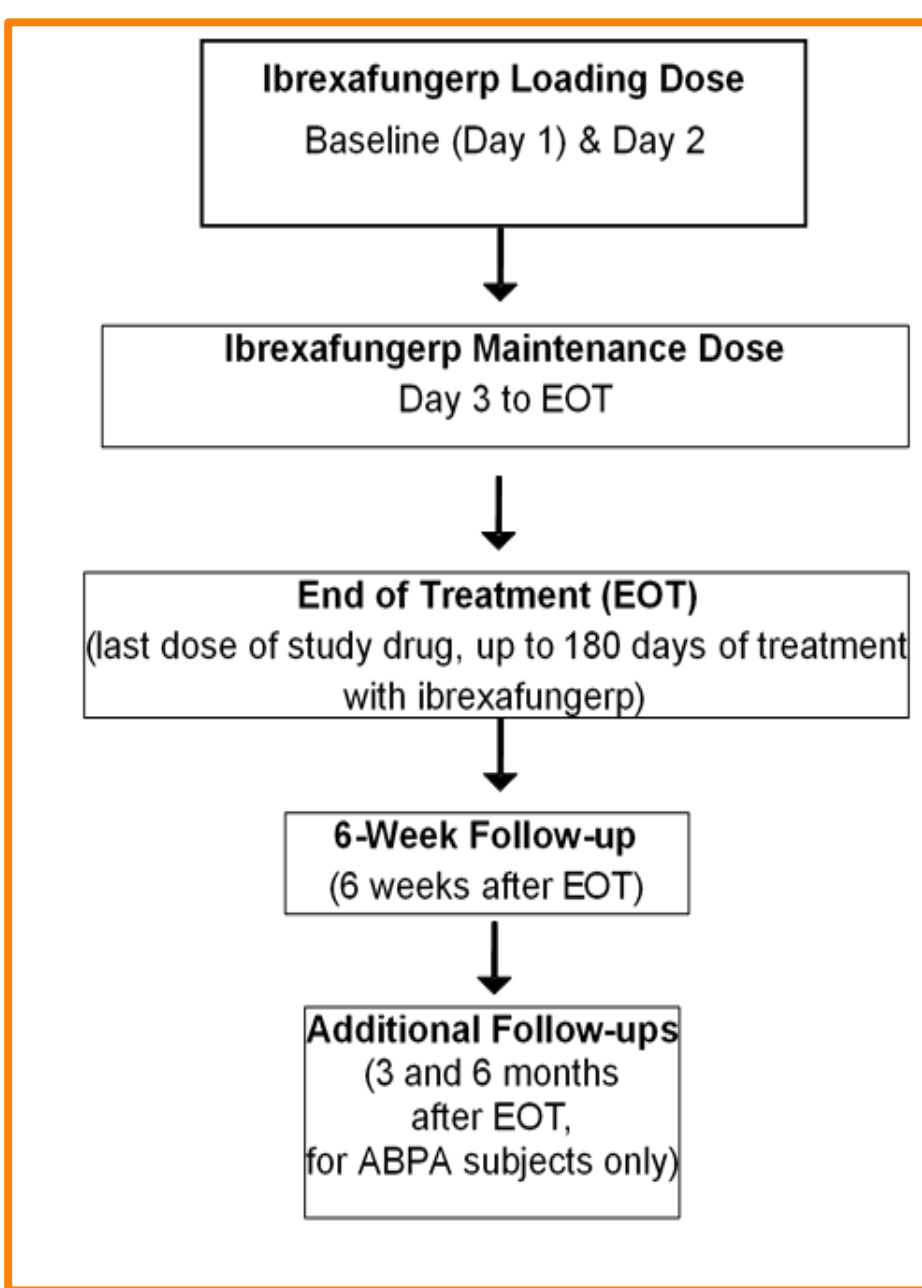 Ibrexafungerp Loading Dose
Baseline (Day 1) & Day 2
Ibrexafungerp Maintenance Dose
Day 3 to EOT
End of Treatment (EOT)
(last dose of study drug, up to 180 days of treatment
with ibrexafungerp)
6-Week Follow-up
(6 weeks after EOT)
Additional Follow-ups
(3 and 6 months
after EOT,
for ABPA subjects only)